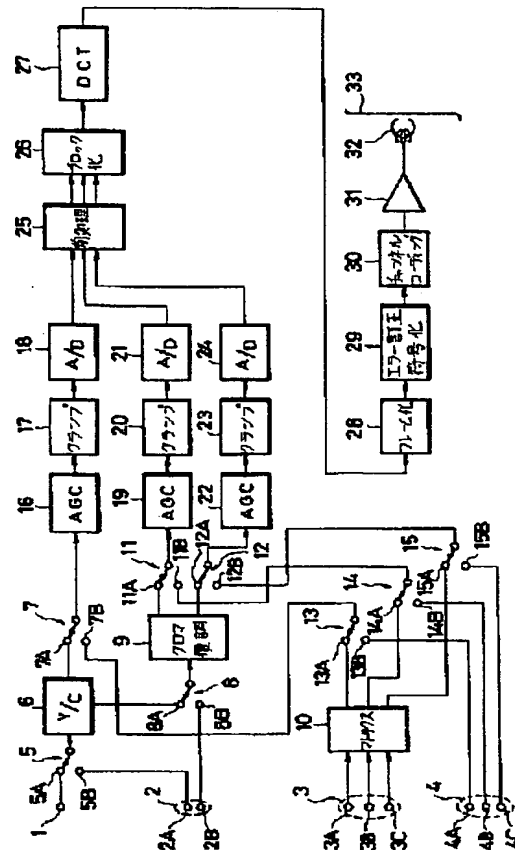 1
5A
5
5B
2A
2
2B
6
Y/C
7A
7
7B
8A
8
8B
9
クロマ
復調
16
AGC
17
クランプ
18
A/D
19
AGC
20
クランプ
21
A/D
22
AGC
23
クランプ
24
A/D
11A
11
11B
12A
12B
12
25
前処理
26
ブロック
化
27
DCT
3
3A
3B
3C
4
4A
4B
4C
10
マトリクス
13A
13
13B
14A
14
14B
15A
15
15B
28
フレーム化
29
エラー訂正
符号化
30
チャンネル
コーディング
31
32
33